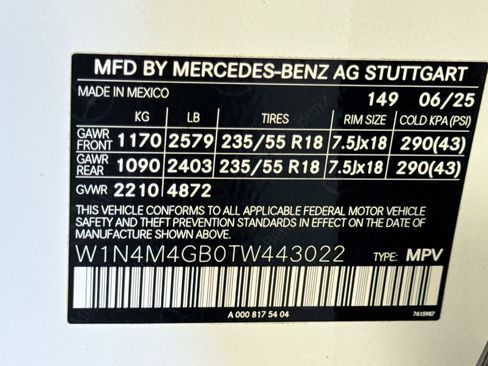 MFD BY MERCEDES-BENZ AG STUTTGART
MADE IN MEXICO 149 06/25
KG LB TIRES RIM SIZE COLD KPA(PSI)
GAWR FRONT 1170 2579 235/55 R18 7.5Jx18 290(43)
GAWR REAR 1090 2403 235/55 R18 7.5Jx18 290(43)
GVWR 2210 4872
THIS VEHICLE CONFORMS TO ALL APPLICABLE FEDERAL MOTOR VEHICLE
SAFETY AND THEFT PREVENTION STANDARDS IN EFFECT ON THE DATE OF
MANUFACTURE SHOWN ABOVE.
W1N4M4GB0TW443022 TYPE: MPV
A 000 817 54 04 7615987